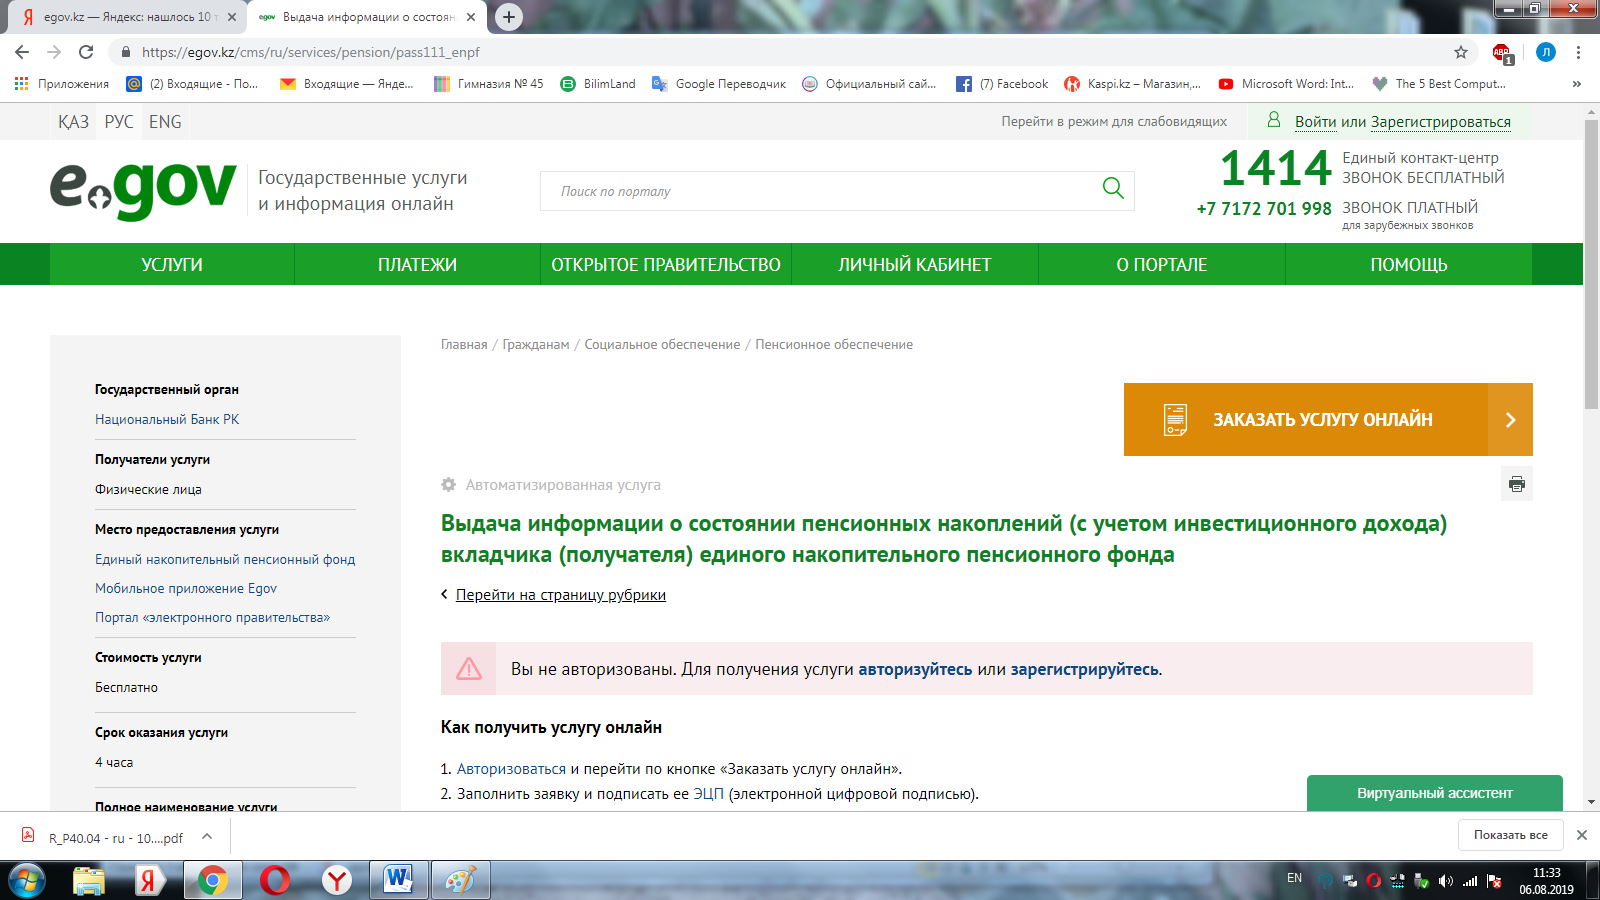 egov.kz — Яндекс: нашлось 10 т
Выдача информации о состоян
https://egov.kz/cms/ru/services/pension/pass111_enpf
ABP
1
Л
Приложения
(2) Входящие - По...
Входящие — Янде...
Гимназия № 45
BilimLand
Google Переводчик
Официальный сай...
(7) Facebook
Kaspi.kz – Магазин,...
Microsoft Word: Int...
The 5 Best Comput...
»
ҚАЗ РУС ENG
Перейти в режим для слабовидящих
Войти или Зарегистрироваться
e.gov
Государственные услуги
и информация онлайн
Поиск по порталу
1414
Единый контакт-центр
ЗВОНОК БЕСПЛАТНЫЙ
+7 7172 701 998
ЗВОНОК ПЛАТНЫЙ
для зарубежных звонков
УСЛУГИ
ПЛАТЕЖИ
ОТКРЫТОЕ ПРАВИТЕЛЬСТВО
ЛИЧНЫЙ КАБИНЕТ
О ПОРТАЛЕ
ПОМОЩЬ
Государственный орган
Национальный Банк РК
Получатели услуги
Физические лица
Место предоставления услуги
Единый накопительный пенсионный фонд
Мобильное приложение Egov
Портал «электронного правительства»
Стоимость услуги
Бесплатно
Срок оказания услуги
4 часа
Полное наименование услуги
Главная / Гражданам / Социальное обеспечение / Пенсионное обеспечение
ЗАКАЗАТЬ УСЛУГУ ОНЛАЙН
Автоматизированная услуга
Выдача информации о состоянии пенсионных накоплений (с учетом инвестиционного дохода)
вкладчика (получателя) единого накопительного пенсионного фонда
Перейти на страницу рубрики
Вы не авторизованы. Для получения услуги авторизуйтесь или зарегистрируйтесь.
Как получить услугу онлайн
1. Авторизоваться и перейти по кнопке «Заказать услугу онлайн».
2. Заполнить заявку и подписать ее ЭЦП (электронной цифровой подписью).
Виртуальный ассистент
R_P40.04 - ru - 10....pdf
Показать все
EN
11:33
06.08.2019